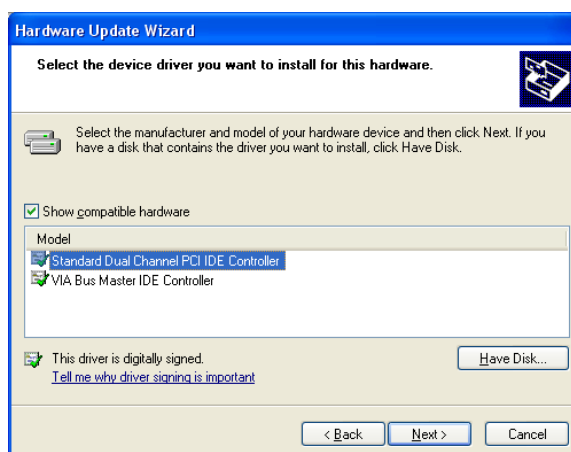 Hardware Update Wizard
Select the device driver you want to install for this hardware.
Select the manufacturer and model of your hardware device and then click Next. If you
have a disk that contains the driver you want to install, click Have Disk.
Show compatible hardware
Model
Standard Dual Channel PCI IDE Controller
VIA Bus Master IDE Controller
This driver is digitally signed.
Have Disk...
Tell me why driver signing is important
< Back
Next >
Cancel